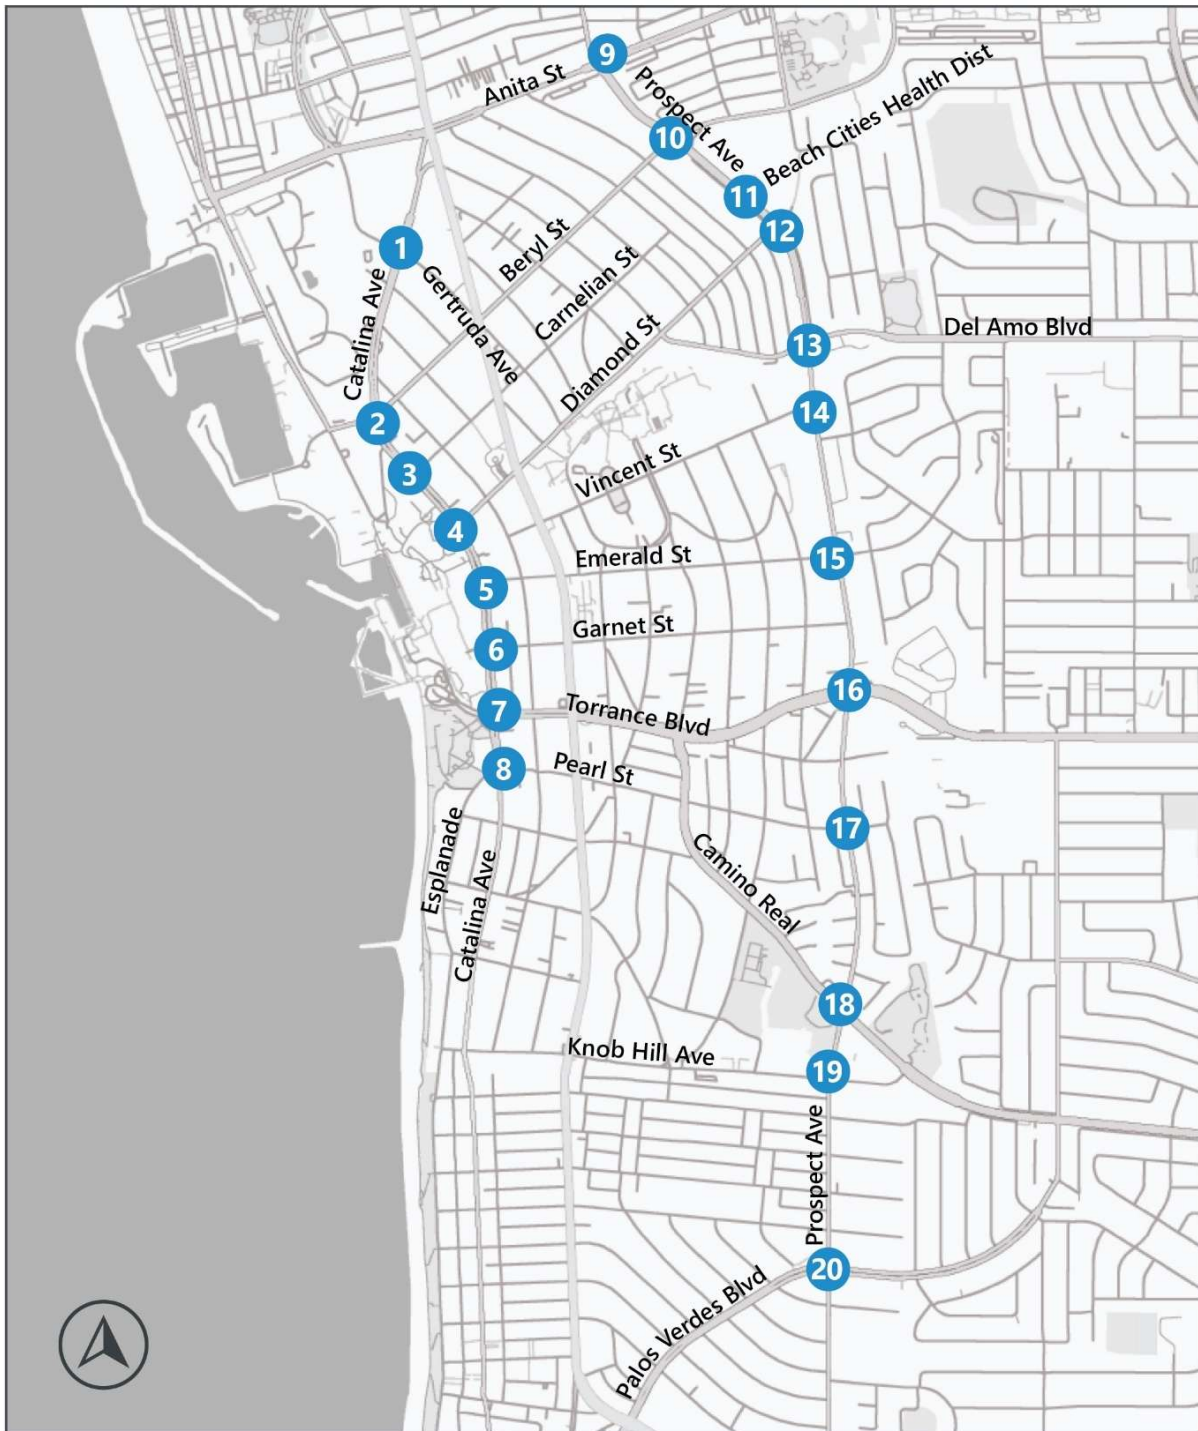 9
Anita St
Prospect Ave
Beach Cities Health Dist
10
11
12
1
Beryl St
Gertruda Ave
Carnelian St
Catalina Ave
Diamond St
Del Amo Blvd
13
2
14
3
Vincent St
4
Emerald St
15
5
Garnet St
6
16
7
Torrance Blvd
8
Pearl St
17
Esplanade
Camino Real
Catalina Ave
18
Knob Hill Ave
19
Prospect Ave
20
Palos Verdes Blvd